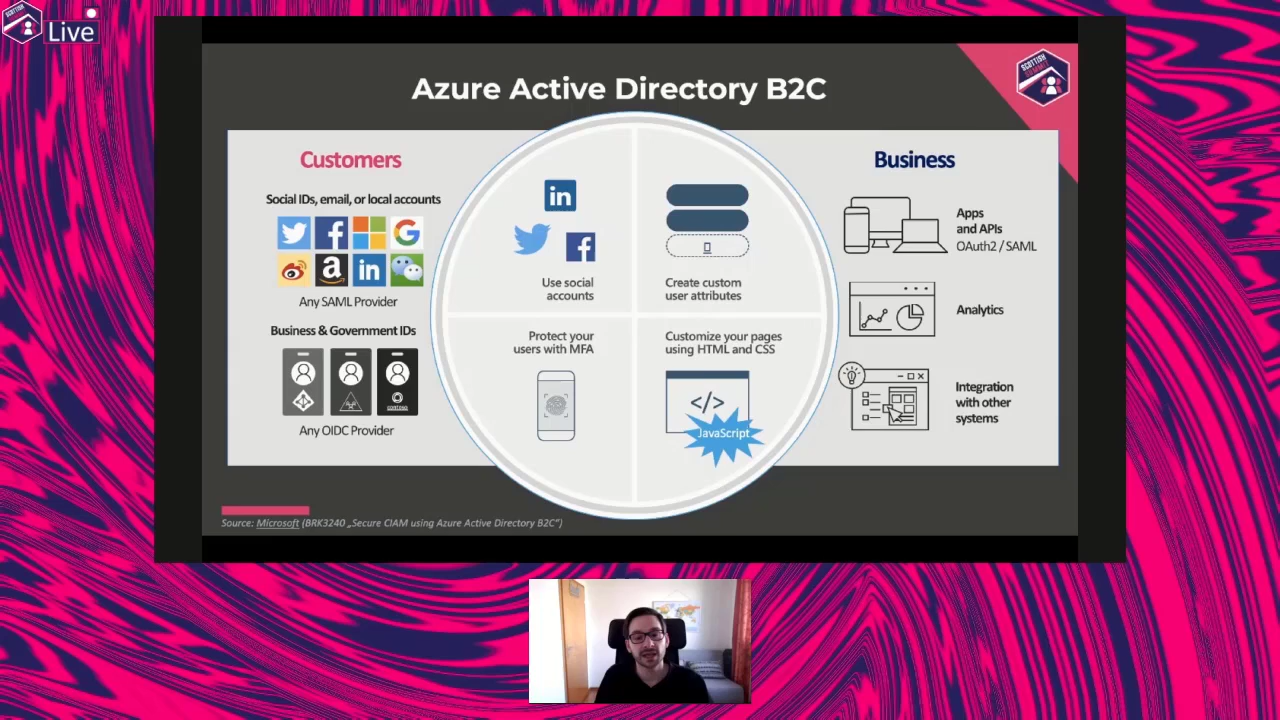 Live
Azure Active Directory B2C
SCOTTISH
SUMMIT
Customers
Social IDs, email, or local accounts
Any SAML Provider
Business & Government IDs
contoso
Any OIDC Provider
Use social
accounts
Create custom
user attributes
Protect your
users with MFA
Customize your pages
using HTML and CSS
</>
JavaScript
Business
Apps
and APIs
OAuth2 / SAML
Analytics
Integration
with other
systems
Source: Microsoft (BRK3240 „Secure CIAM using Azure Active Directory B2C“)